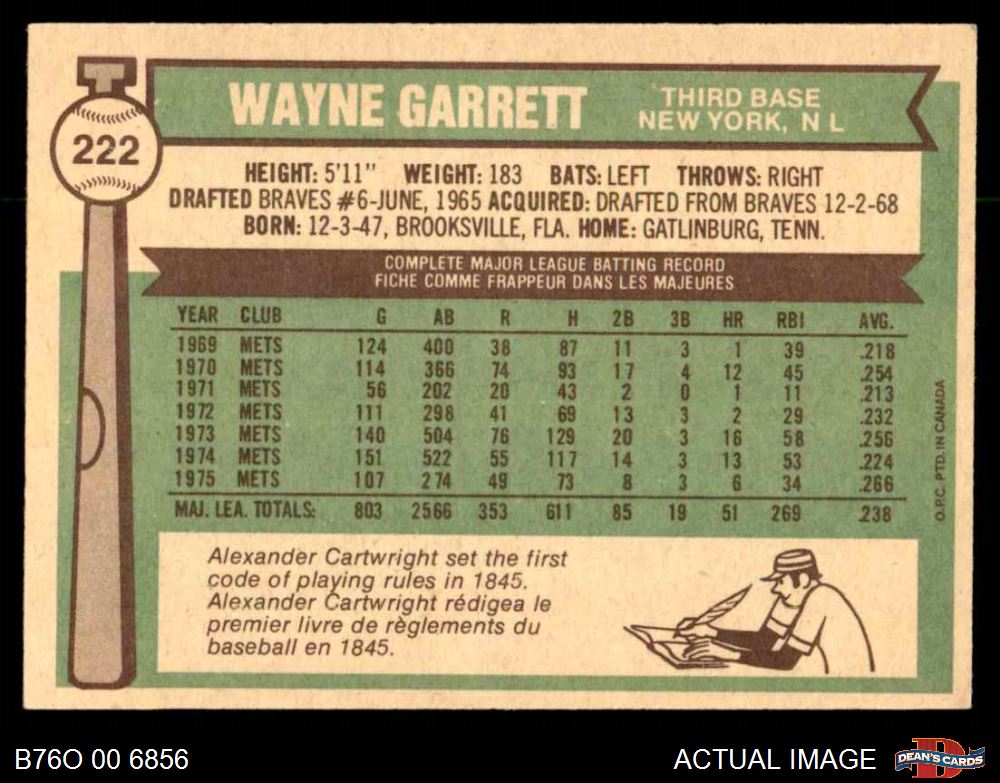 222
WAYNE GARRETT
THIRD BASE
NEW YORK, N L
HEIGHT: 5'11" WEIGHT: 183 BATS: LEFT THROWS: RIGHT
DRAFTED BRAVES #6-JUNE, 1965 ACQUIRED: DRAFTED FROM BRAVES 12-2-68
BORN: 12-3-47, BROOKSVILLE, FLA. HOME: GATLINBURG, TENN.
COMPLETE MAJOR LEAGUE BATTING RECORD
FICHE COMME FRAPPEUR DANS LES MAJEURES
YEAR CLUB G AB R H 2B 3B HR RBI AVG.
1969 METS 124 400 38 87 11 3 1 39 .218
1970 METS 114 366 74 93 17 4 12 45 .254
1971 METS 56 202 20 43 2 0 1 11 .213
1972 METS 111 298 41 69 13 3 2 29 .232
1973 METS 140 504 76 129 20 3 16 58 .256
1974 METS 151 522 55 117 14 3 13 53 .224
1975 METS 107 274 49 73 8 3 6 34 .266
MAJ. LEA. TOTALS: 803 2566 353 611 85 19 51 269 .238
O.P.C. PTD. IN CANADA
Alexander Cartwright set the first
code of playing rules in 1845.
Alexander Cartwright rédigea le
premier livre de règlements du
baseball en 1845.
B76O 00 6856
ACTUAL IMAGE
D
DEAN'S CARDS